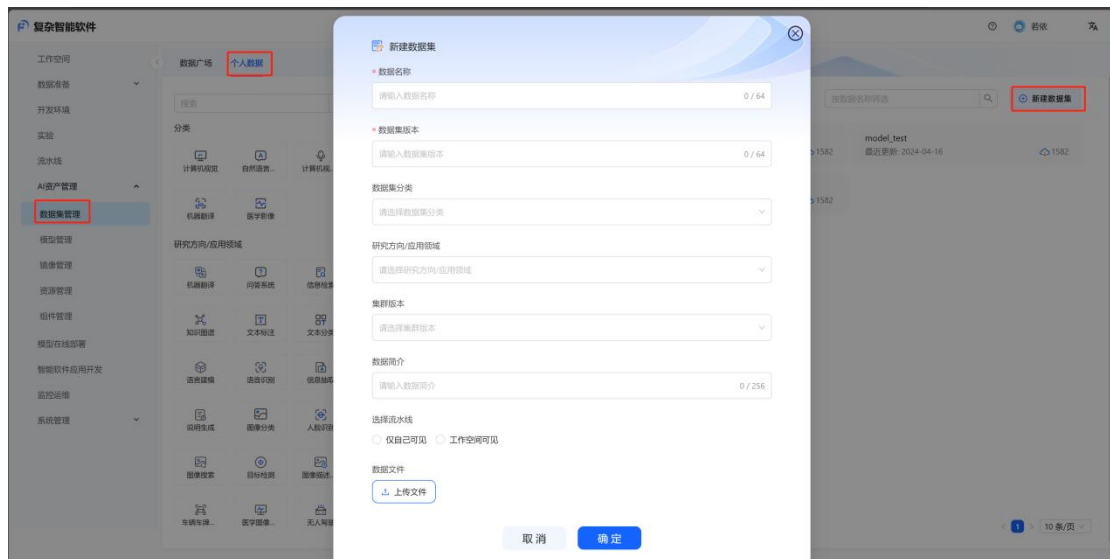 复杂智能软件
若依
工作空间
数据准备
开发环境
实验
流水线
AI资产管理
数据集管理
模型管理
镜像管理
资源管理
组件管理
模型在线部署
智能软件应用开发
监控运维
系统管理
数据广场 个人数据
搜索
分类
计算机视觉 自然语言... 计算机视
机器翻译 医学影像
研究方向/应用领域
机器翻译 问答系统 信息检索
知识图谱 文本标注 文本分类
语言建模 语音识别 信息抽取
说明生成 图像分类 人脸识别
图像搜索 目标检测 图像描述
车辆车牌... 医学图像... 无人驾驶
新建数据集
* 数据名称
请输入数据名称 0 / 64
* 数据集版本
请输入数据集版本 0 / 64
数据集分类
请选择数据集分类
研究方向/应用领域
请选择研究方向/应用领域
集群版本
请选择集群版本
数据简介
请输入数据简介 0 / 256
选择流水线
仅自己可见 工作空间可见
数据文件
上传文件
取消 确定
按数据名称筛选
新建数据集
1582
model_test
最近更新: 2024-04-16 1582
1582
1 10 条/页